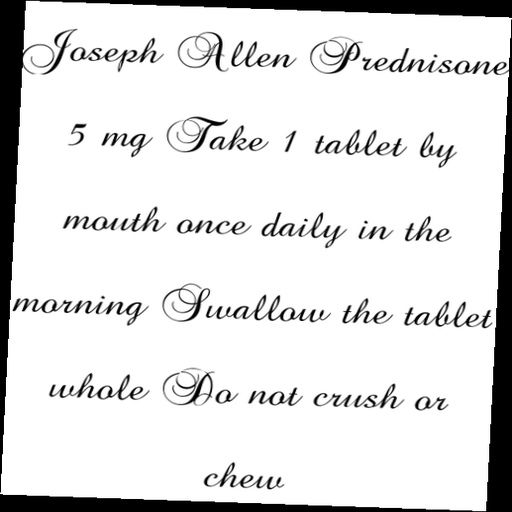 Joseph Allen Prednisone
5 mg Take 1 tablet by
mouth once daily in the
morning Swallow the tablet
whole Do not crush or
chew